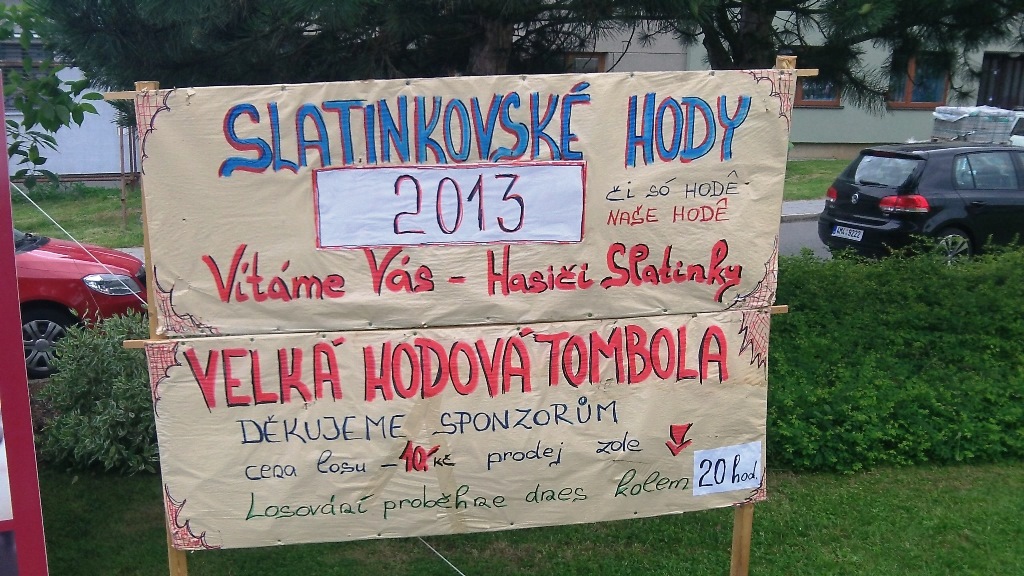 SLATINKOVSKÉ HODY
2013
či SÓ HODĚ
NAŠE HODĚ
Vítáme Vás - Hasiči Slatinky
VELKÁ HODOVÁ TOMBOLA
DĚKUJEME SPONZORŮM
cena losu - 10.- Kč prodej zde
Losování proběhne dnes kolem 20 hod.